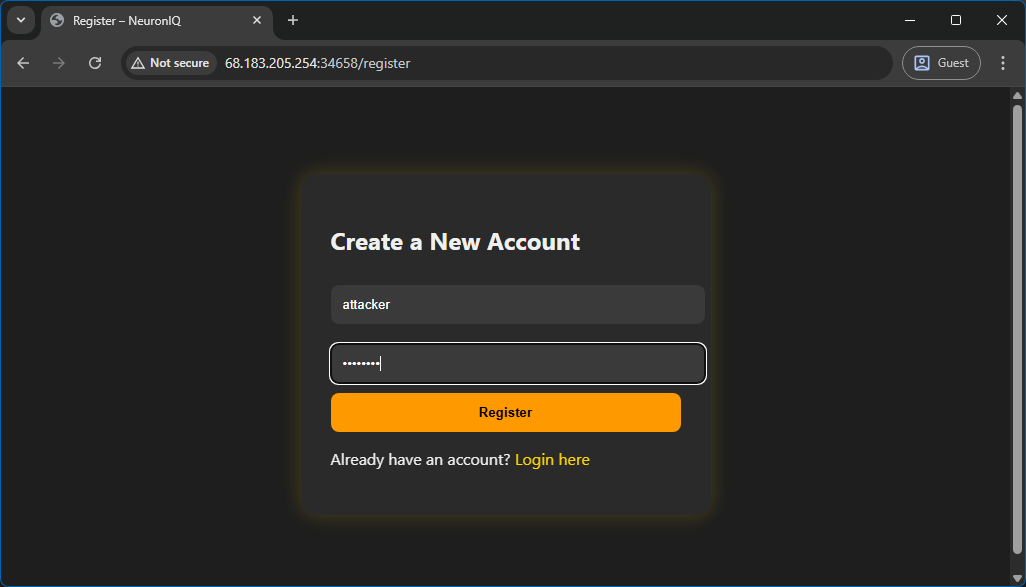 Register – NeuronIQ
Not secure
68.183.205.254:34658/register
Guest
Create a New Account
attacker
••••••••
Register
Already have an account? Login here